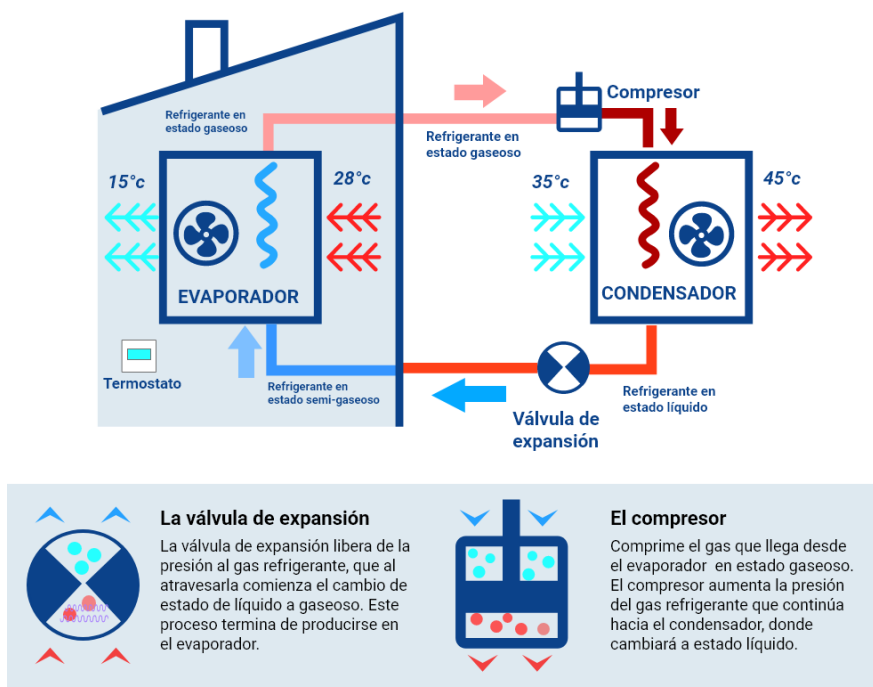 Compresor
Refrigerante en
estado gaseoso
Refrigerante en
estado gaseoso
15°c
28°c
35°c
45°c
EVAPORADOR
CONDENSADOR
Termostato
Refrigerante en
estado semi-gaseoso
Refrigerante en
estado líquido
Válvula de
expansión
La válvula de expansión
La válvula de expansión libera de la
presión al gas refrigerante, que al
atravesarla comienza el cambio de
estado de líquido a gaseoso. Este
proceso termina de producirse en
el evaporador.
El compresor
Comprime el gas que llega desde
el evaporador en estado gaseoso.
El compresor aumenta la presión
del gas refrigerante que continúa
hacia el condensador, donde
cambiará a estado líquido.